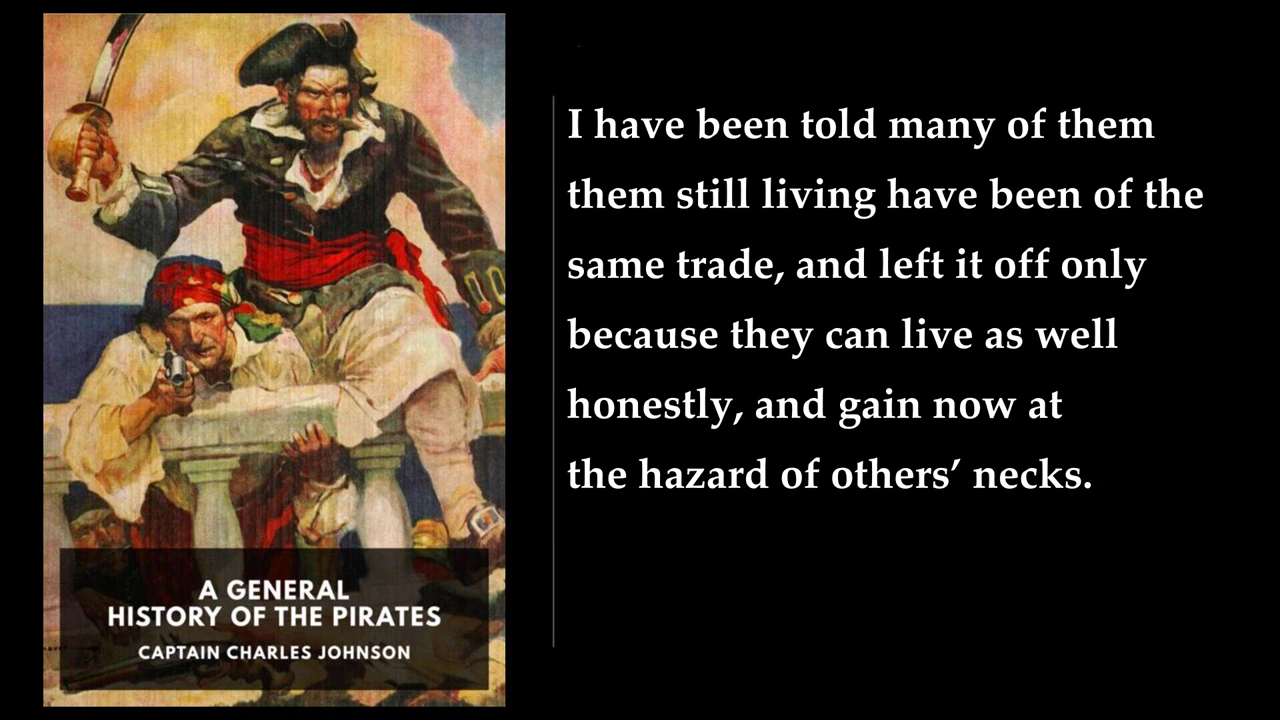 A GENERAL
HISTORY OF THE PIRATES
CAPTAIN CHARLES JOHNSON
I have been told many of them
them still living have been of the
same trade, and left it off only
because they can live as well
honestly, and gain now at
the hazard of others’ necks.